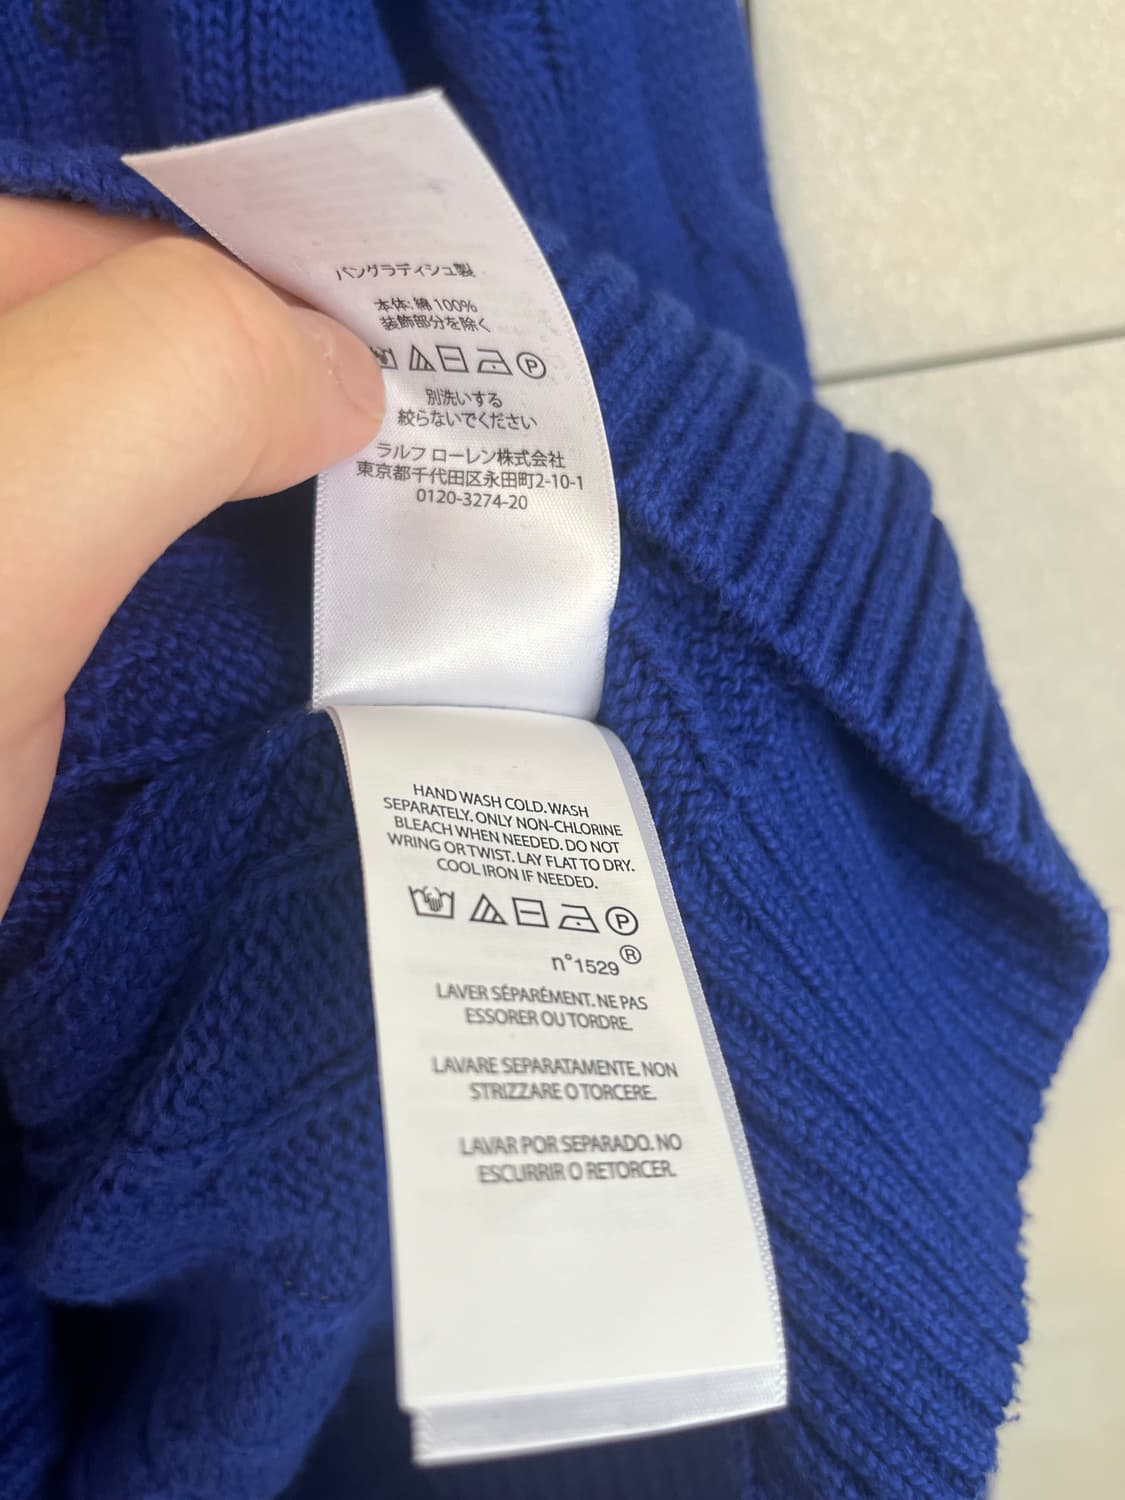 バングラディシュ製
本体: 綿 100%
装飾部分を除く
P
別洗いする
絞らないでください
ラルフ ローレン株式会社
東京都千代田区永田町2-10-1
0120-3274-20
HAND WASH COLD. WASH
SEPARATELY. ONLY NON-CHLORINE
BLEACH WHEN NEEDED. DO NOT
WRING OR TWIST. LAY FLAT TO DRY.
COOL IRON IF NEEDED.
P
n°1529®
LAVER SÉPARÉMENT. NE PAS
ESSORER OU TORDRE.
LAVARE SEPARATAMENTE. NON
STRIZZARE O TORCERE.
LAVAR POR SEPARADO. NO
ESCURRIR O RETORCER.